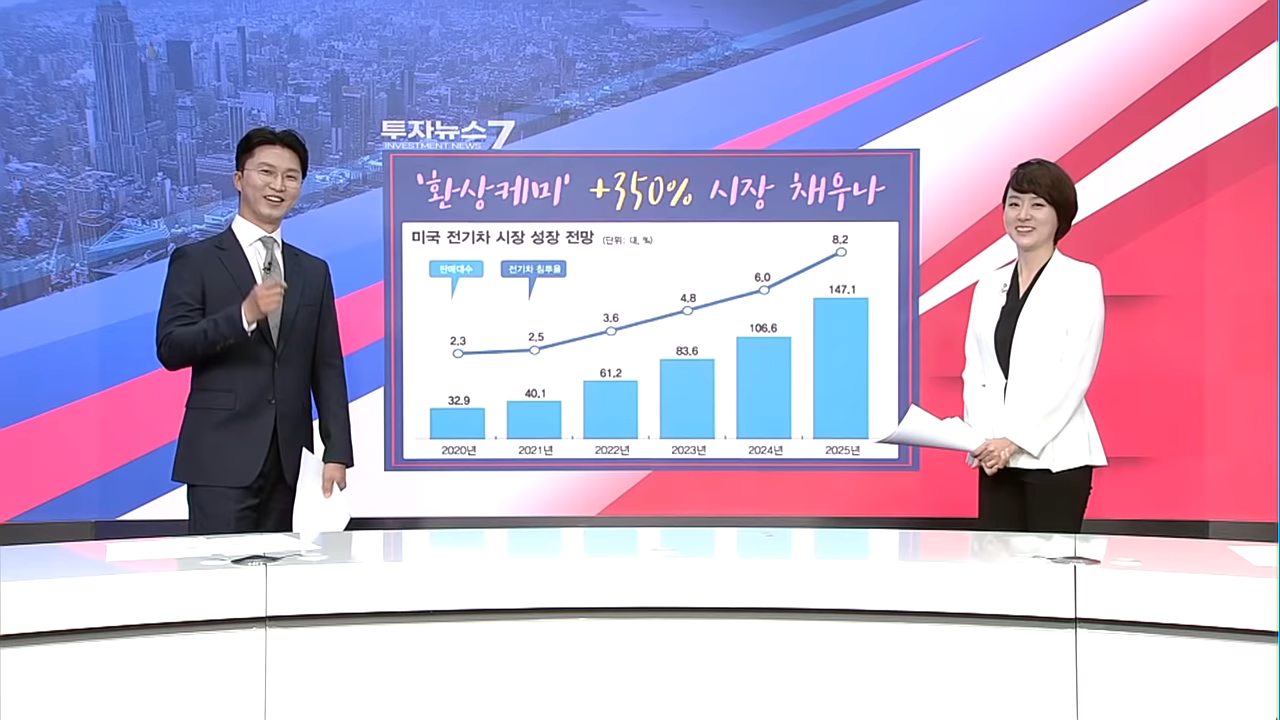 투자뉴스7
INVESTMENT NEWS
'환상케미' +350% 시장 채우나
미국 전기차 시장 성장 전망 (단위: 대, %)
판매대수 전기차 침투율
2.3 2.5 3.6 4.8 6.0 8.2
32.9 40.1 61.2 83.6 106.6 147.1
2020년 2021년 2022년 2023년 2024년 2025년